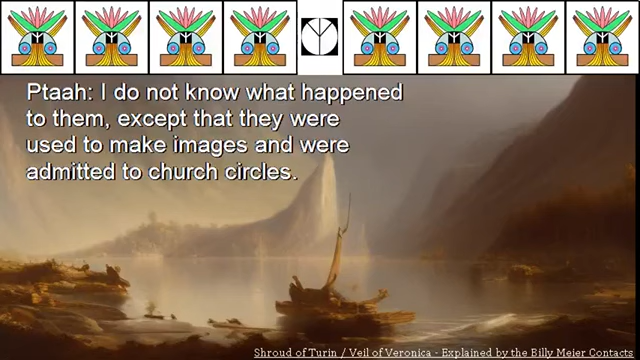 Ptaah: I do not know what happened
to them, except that they were
used to make images and were
admitted to church circles.
Shroud of Turin / Veil of Veronica - Explained by the Billy Meier Contacts